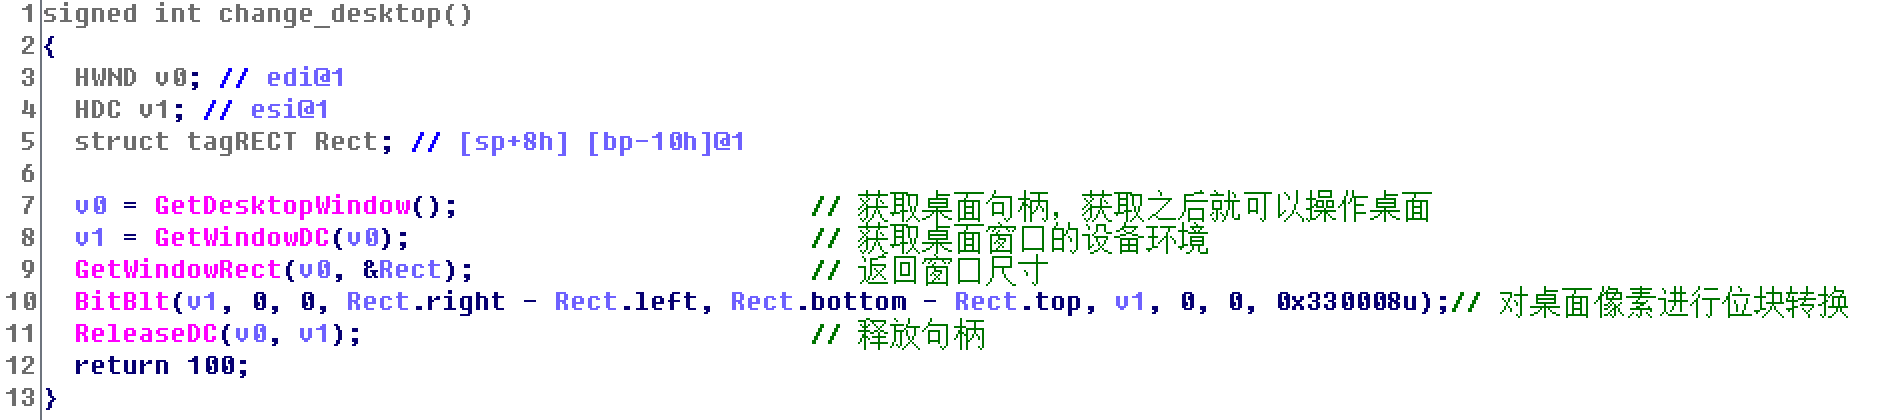 1 signed int change_desktop()
2 {
3   HWND v0; // edi@1
4   HDC v1; // esi@1
5   struct tagRECT Rect; // [sp+8h] [bp-10h]@1
6
7   v0 = GetDesktopWindow(); // 获取桌面句柄，获取之后就可以操作桌面
8   v1 = GetWindowDC(v0); // 获取桌面窗口的设备环境
9   GetWindowRect(v0, &Rect); // 返回窗口尺寸
10   BitBlt(v1, 0, 0, Rect.right - Rect.left, Rect.bottom - Rect.top, v1, 0, 0, 0x330008u);// 对桌面像素进行位块转换
11   ReleaseDC(v0, v1); // 释放句柄
12   return 100;
13 }